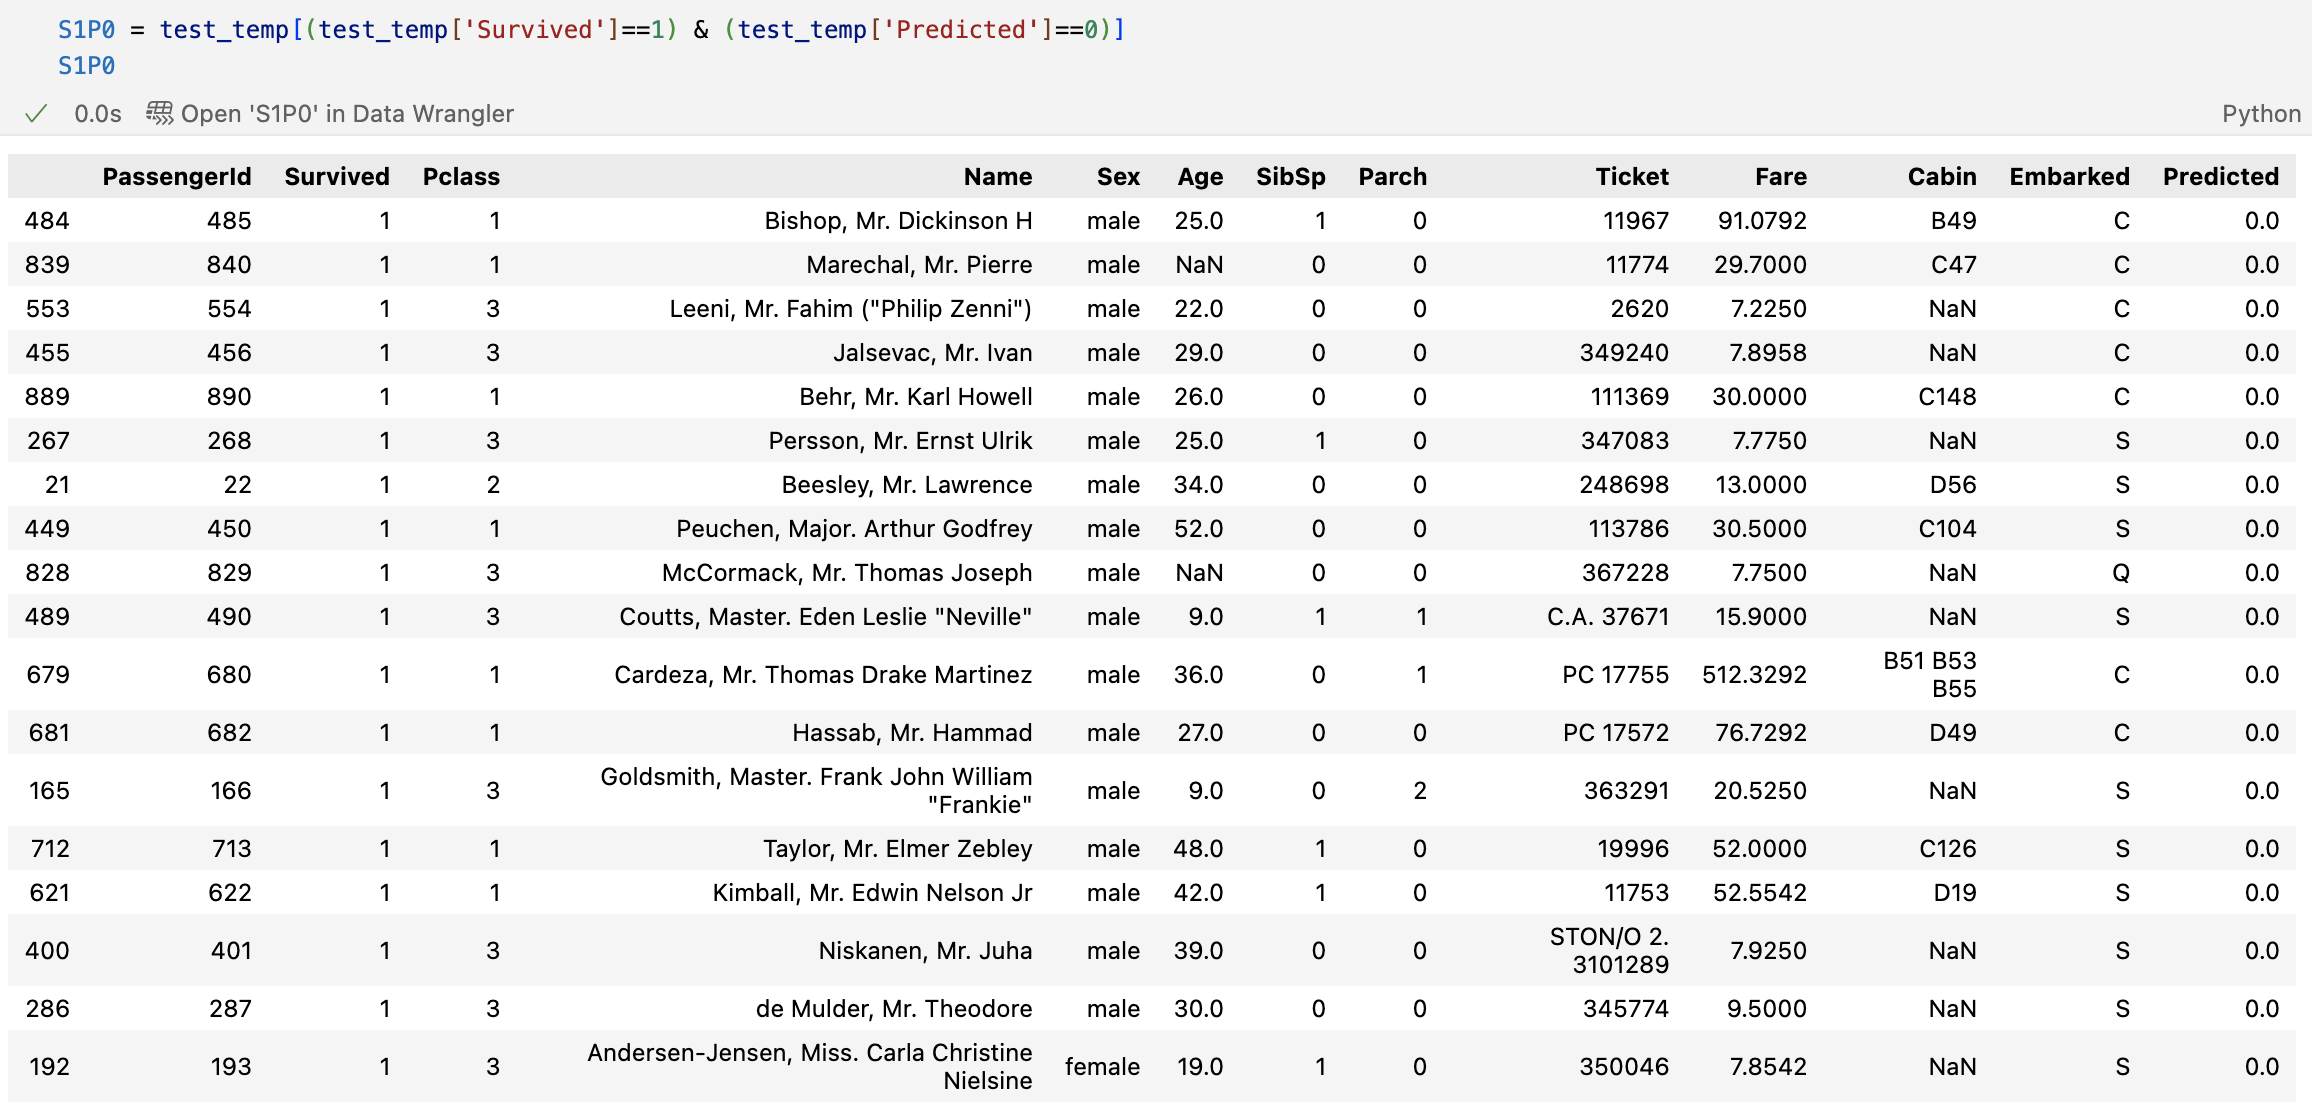 S1P0 = test_temp[(test_temp['Survived']==1) & (test_temp['Predicted']==0)]
S1P0
0.0s Open 'S1P0' in Data Wrangler Python
PassengerId Survived Pclass Name Sex Age SibSp Parch Ticket Fare Cabin Embarked Predicted
484 485 1 1 Bishop, Mr. Dickinson H male 25.0 1 0 11967 91.0792 B49 C 0.0
839 840 1 1 Marechal, Mr. Pierre male NaN 0 0 11774 29.7000 C47 C 0.0
553 554 1 3 Leeni, Mr. Fahim ("Philip Zenni") male 22.0 0 0 2620 7.2250 NaN C 0.0
455 456 1 3 Jalsevac, Mr. Ivan male 29.0 0 0 349240 7.8958 NaN C 0.0
889 890 1 1 Behr, Mr. Karl Howell male 26.0 0 0 111369 30.0000 C148 C 0.0
267 268 1 3 Persson, Mr. Ernst Ulrik male 25.0 1 0 347083 7.7750 NaN S 0.0
21 22 1 2 Beesley, Mr. Lawrence male 34.0 0 0 248698 13.0000 D56 S 0.0
449 450 1 1 Peuchen, Major. Arthur Godfrey male 52.0 0 0 113786 30.5000 C104 S 0.0
828 829 1 3 McCormack, Mr. Thomas Joseph male NaN 0 0 367228 7.7500 NaN Q 0.0
489 490 1 3 Coutts, Master. Eden Leslie "Neville" male 9.0 1 1 C.A. 37671 15.9000 NaN S 0.0
679 680 1 1 Cardeza, Mr. Thomas Drake Martinez male 36.0 0 1 PC 17755 512.3292 B51 B53
B55 C 0.0
681 682 1 1 Hassab, Mr. Hammad male 27.0 0 0 PC 17572 76.7292 D49 C 0.0
165 166 1 3 Goldsmith, Master. Frank John William
"Frankie" male 9.0 0 2 363291 20.5250 NaN S 0.0
712 713 1 1 Taylor, Mr. Elmer Zebley male 48.0 1 0 19996 52.0000 C126 S 0.0
621 622 1 1 Kimball, Mr. Edwin Nelson Jr male 42.0 1 0 11753 52.5542 D19 S 0.0
400 401 1 3 Niskanen, Mr. Juha male 39.0 0 0 STON/O 2.
3101289 7.9250 NaN S 0.0
286 287 1 3 de Mulder, Mr. Theodore male 30.0 0 0 345774 9.5000 NaN S 0.0
192 193 1 3 Andersen-Jensen, Miss. Carla Christine
Nielsine female 19.0 1 0 350046 7.8542 NaN S 0.0